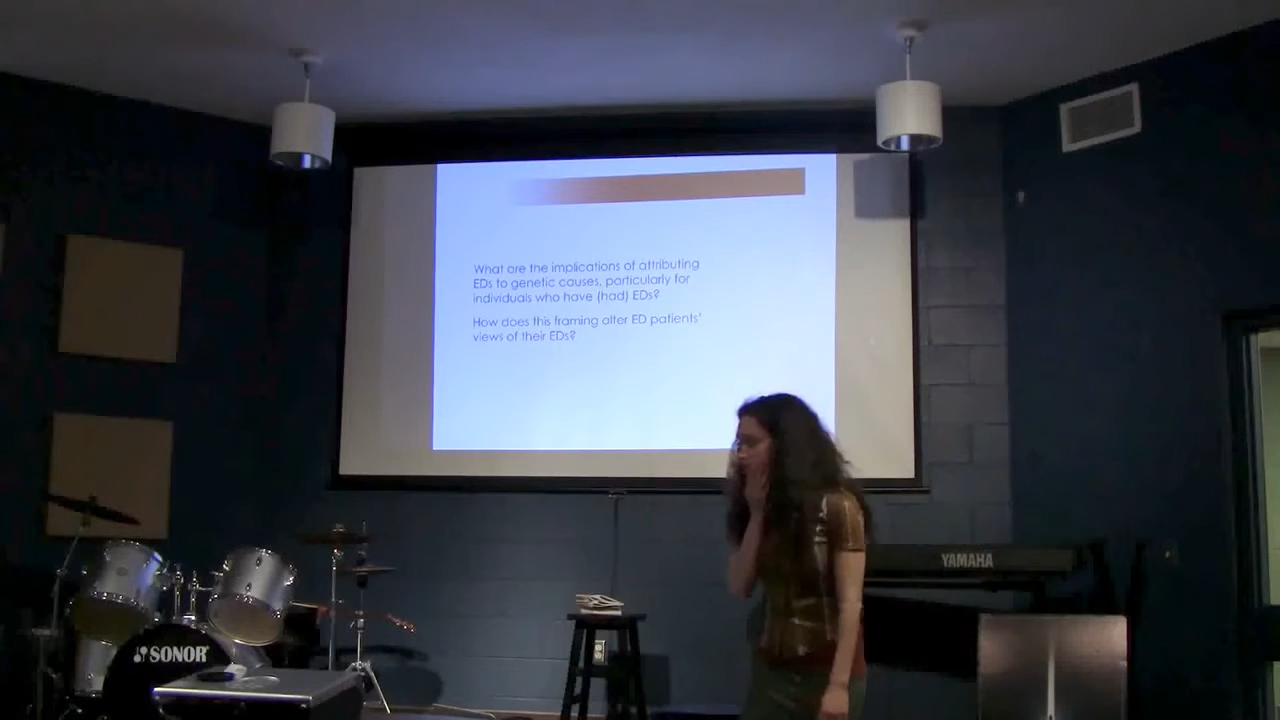 What are the implications of attributing
EDs to genetic causes, particularly for
individuals who have (had) EDs?
How does this framing alter ED patients'
views of their EDs?
YAMAHA
SONOR